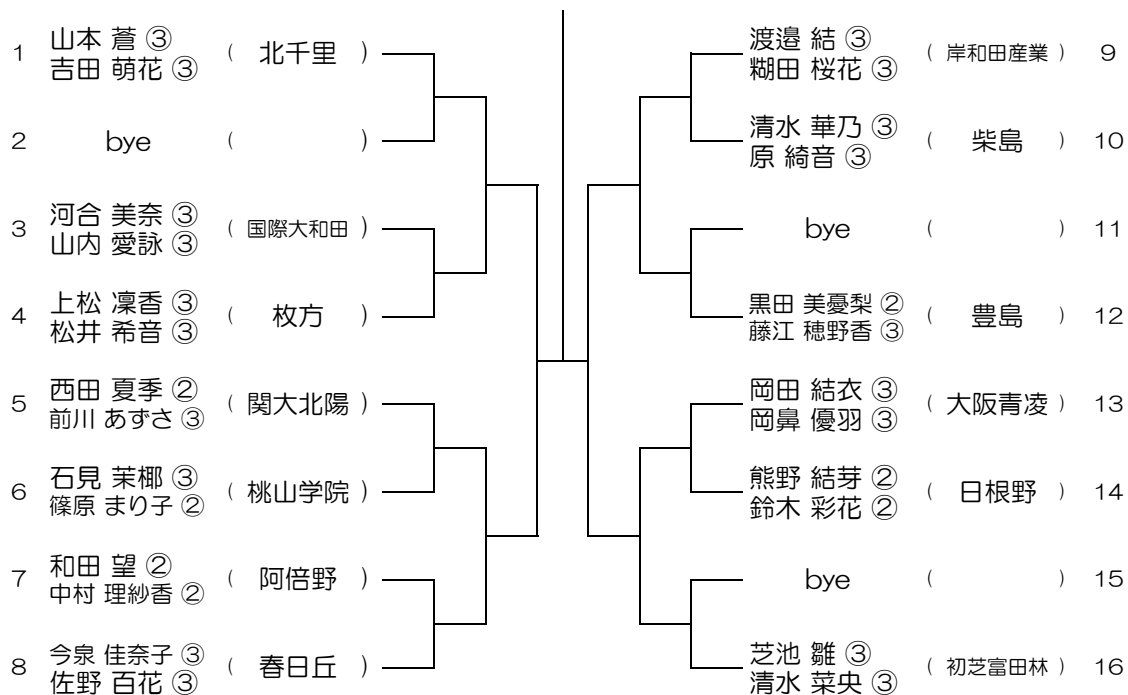 1 山本 蒼 ③ ( 北千里 )
吉田 萌花 ③
2 bye ( )
3 河合 美奈 ③ ( 国際大和田 )
山内 愛詠 ③
4 上松 凜香 ③ ( 枚方 )
松井 希音 ③
5 西田 夏季 ② ( 関大北陽 )
前川 あずさ ③
6 石見 茉椰 ③ ( 桃山学院 )
篠原 まり子 ②
7 和田 望 ② ( 阿倍野 )
中村 理紗香 ②
8 今泉 佳奈子 ③ ( 春日丘 )
佐野 百花 ③
渡邉 結 ③ ( 岸和田産業 ) 9
糊田 桜花 ③
清水 華乃 ③ ( 柴島 ) 10
原 綺音 ③
bye ( ) 11
黒田 美憂梨 ② ( 豊島 ) 12
藤江 穂野香 ③
岡田 結衣 ③ ( 大阪青凌 ) 13
岡鼻 優羽 ③
熊野 結芽 ② ( 日根野 ) 14
鈴木 彩花 ②
bye ( ) 15
芝池 雛 ③ ( 初芝富田林 ) 16
清水 菜央 ③